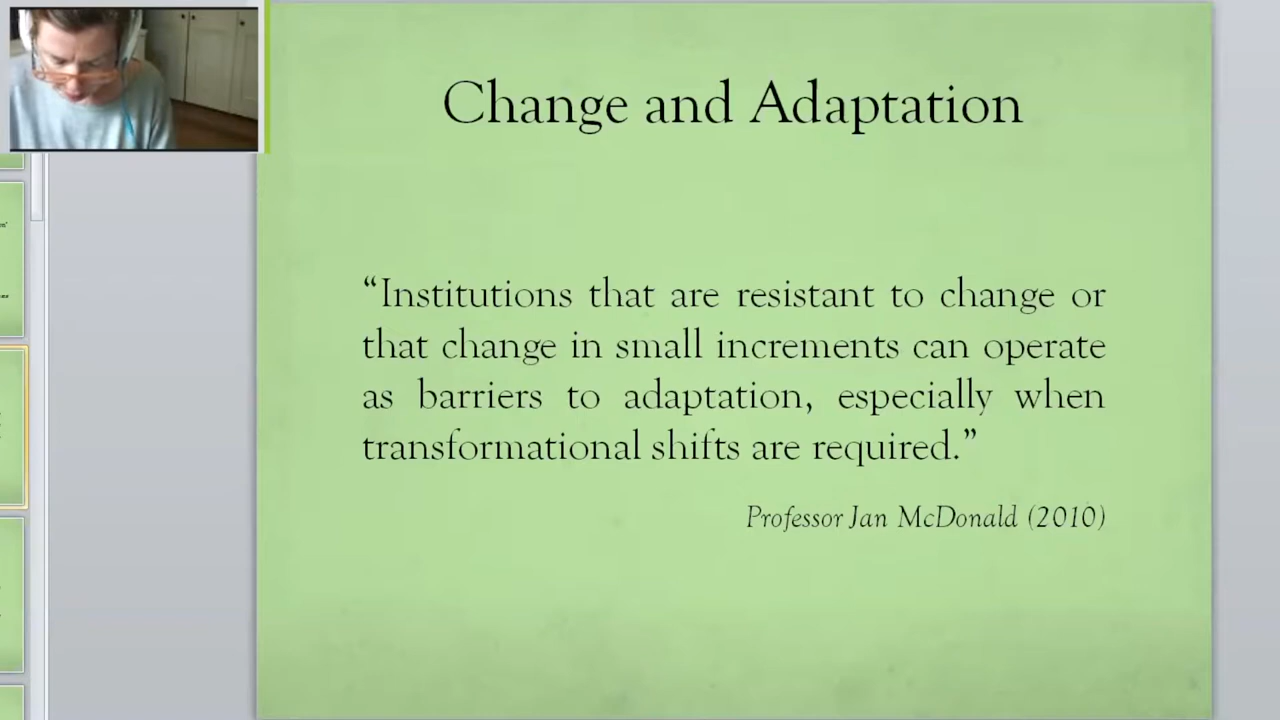 Change and Adaptation
“Institutions that are resistant to change or
that change in small increments can operate
as barriers to adaptation, especially when
transformational shifts are required.”
Professor Jan McDonald (2010)